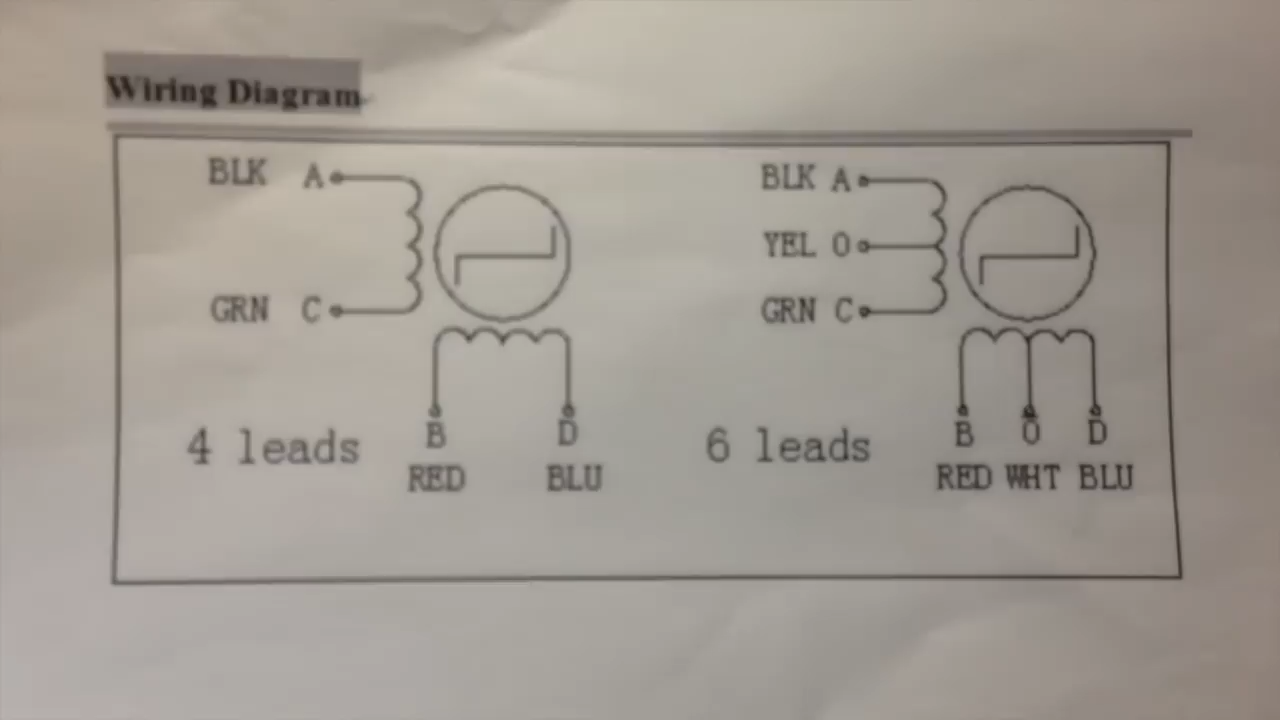 Wiring Diagram
BLK A
GRN C
B D
RED BLU
4 leads
BLK A
YEL O
GRN C
B O D
RED WHT BLU
6 leads